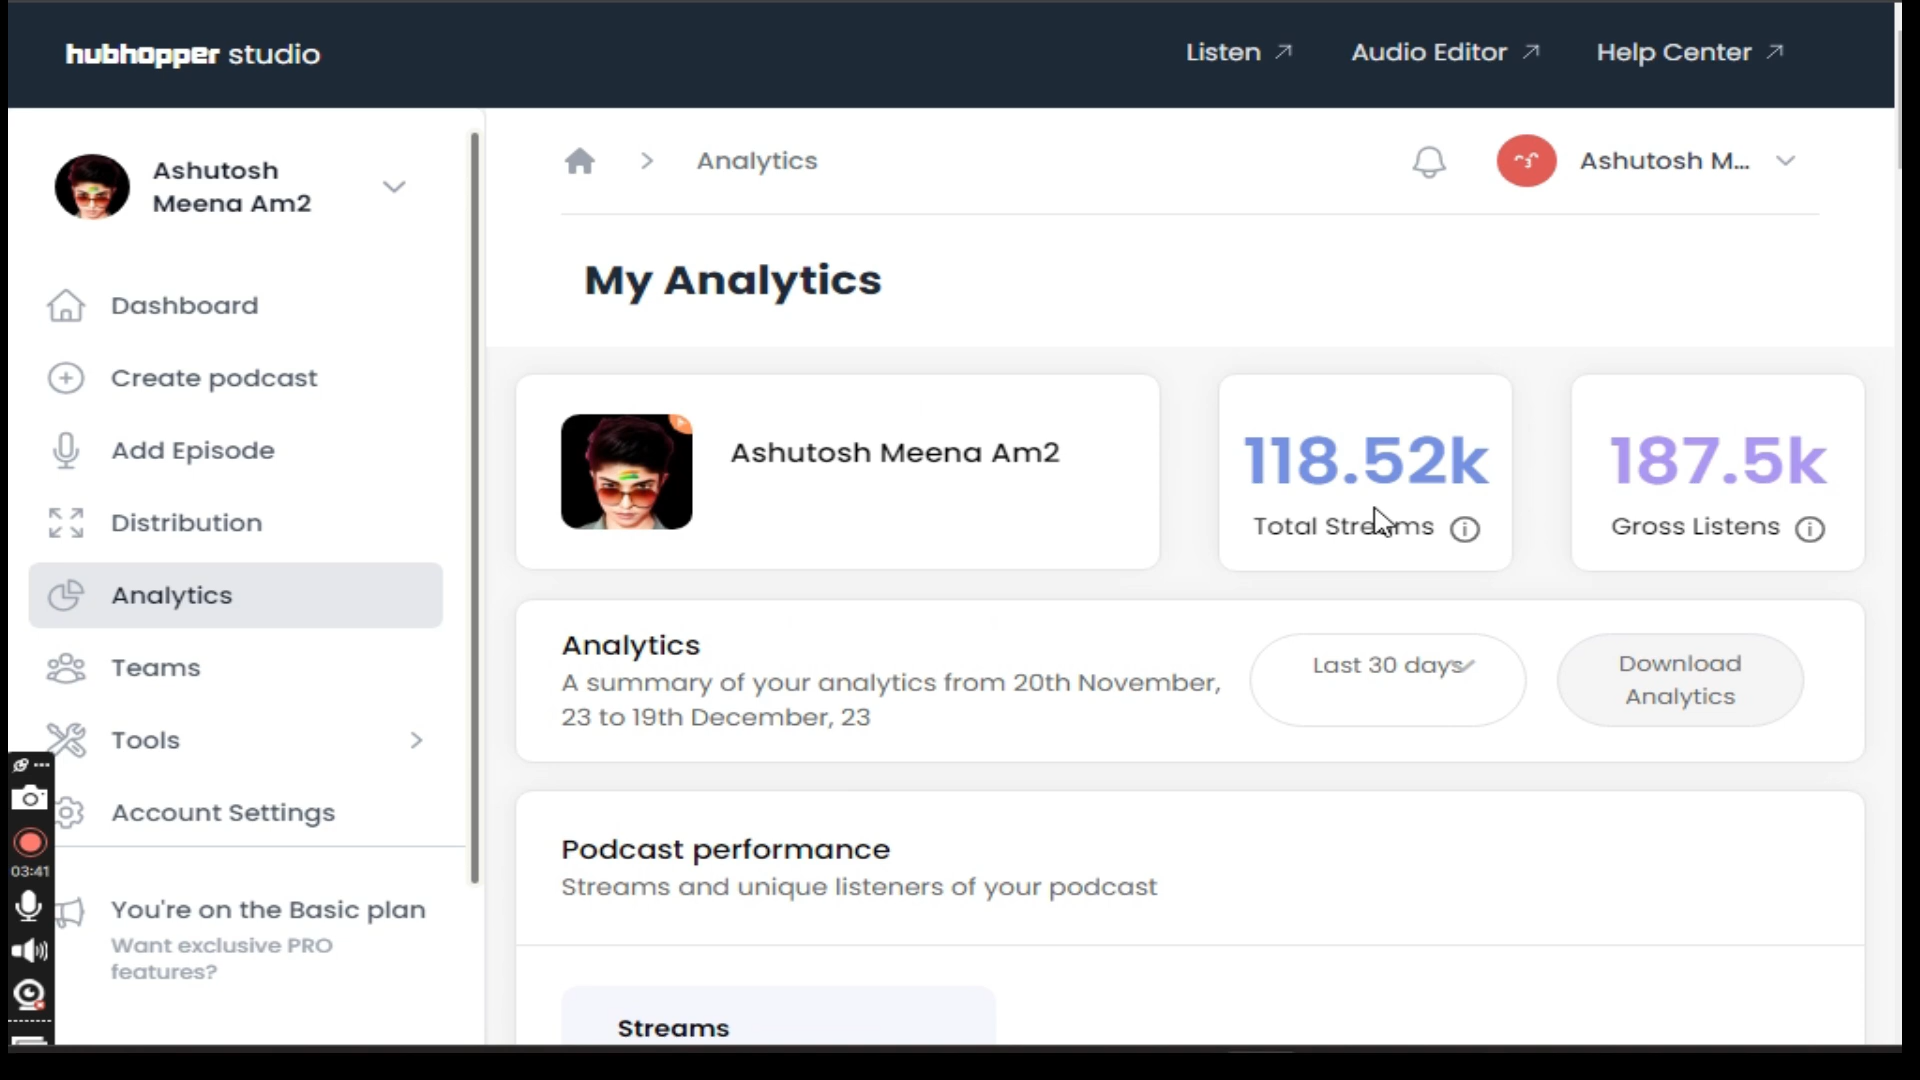 hubhopper studio
Listen
Audio Editor
Help Center
Ashutosh
Meena Am2
Analytics
Ashutosh M...
My Analytics
Dashboard
Create podcast
Add Episode
Distribution
Analytics
Teams
Tools
Account Settings
03:41
You're on the Basic plan
Want exclusive PRO
features?
Ashutosh Meena Am2
118.52k
Total Streams
187.5k
Gross Listens
Analytics
A summary of your analytics from 20th November,
23 to 19th December, 23
Last 30 days
Download
Analytics
Podcast performance
Streams and unique listeners of your podcast
Streams